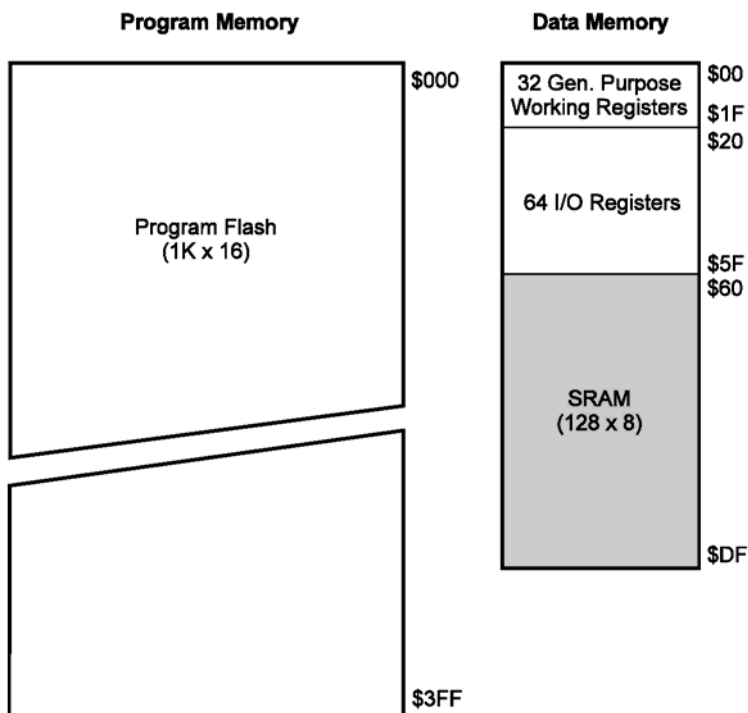 Program Memory
$000
Program Flash
(1K x 16)
$3FF
Data Memory
32 Gen. Purpose
Working Registers
$00
$1F
$20
64 I/O Registers
$5F
$60
SRAM
(128 x 8)
$DF